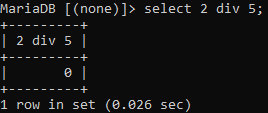 MariaDB [(none)]> select 2 div 5;
+---------+
| 2 div 5 |
+---------+
|       0 |
+---------+
1 row in set (0.026 sec)